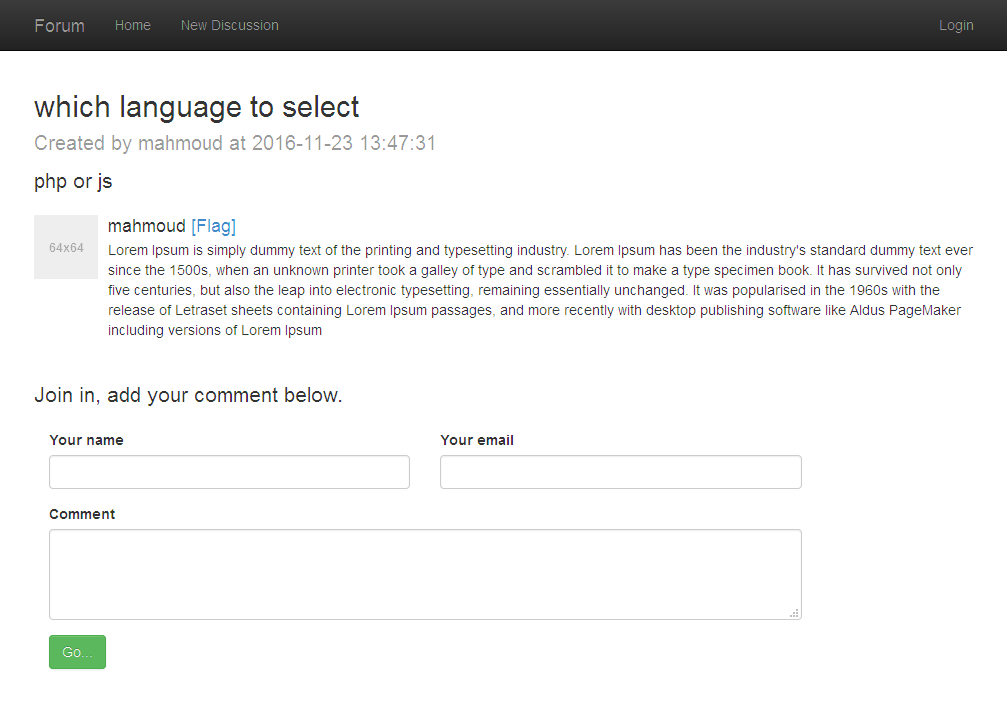 Forum Home New Discussion Login
which language to select
Created by mahmoud at 2016-11-23 13:47:31
php or js
64x64
mahmoud [Flag]
Lorem Ipsum is simply dummy text of the printing and typesetting industry. Lorem Ipsum has been the industry's standard dummy text ever
since the 1500s, when an unknown printer took a galley of type and scrambled it to make a type specimen book. It has survived not only
five centuries, but also the leap into electronic typesetting, remaining essentially unchanged. It was popularised in the 1960s with the
release of Letraset sheets containing Lorem Ipsum passages, and more recently with desktop publishing software like Aldus PageMaker
including versions of Lorem Ipsum
Join in, add your comment below.
Your name Your email
Comment
Go...